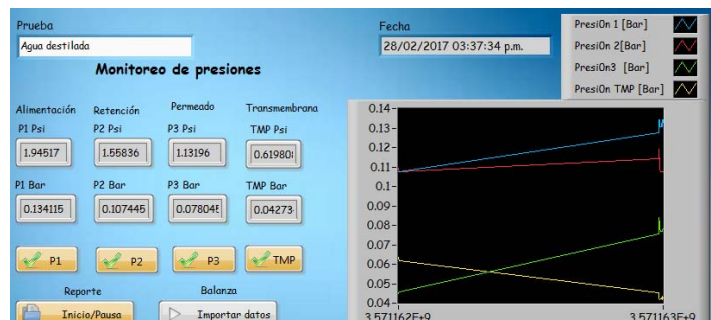 Prueba
Agua destilada
Monitoreo de presiones
Fecha
28/02/2017 03:37:34 p.m.
Presi0n 1 [Bar]
Presi0n 2[Bar]
Presi0n3 [Bar]
Presi0n TMP [Bar]
Alimentación Retención Permeado Transmembrana
P1 Psi P2 Psi P3 Psi TMP Psi
1.94517 1.55836 1.13196 0.61980
P1 Bar P2 Bar P3 Bar TMP Bar
0.134115 0.107445 0.07804 0.04273
P1 P2 P3 TMP
Reporte Balanza
Inicio/Pausa Importar datos
0.14
0.13
0.12
0.11
0.1
0.09
0.08
0.07
0.06
0.05
0.04
3.571162E+9 3.571163E+9